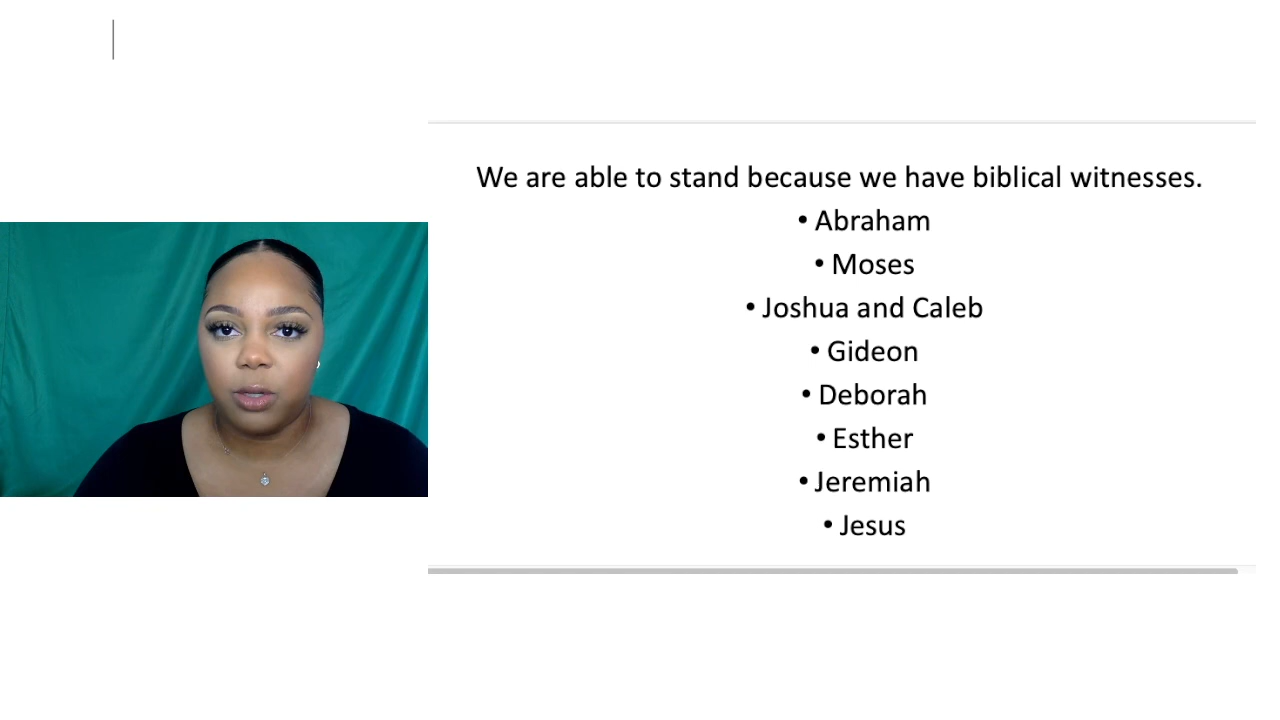 We are able to stand because we have biblical witnesses.
• Abraham
• Moses
• Joshua and Caleb
• Gideon
• Deborah
• Esther
• Jeremiah
• Jesus